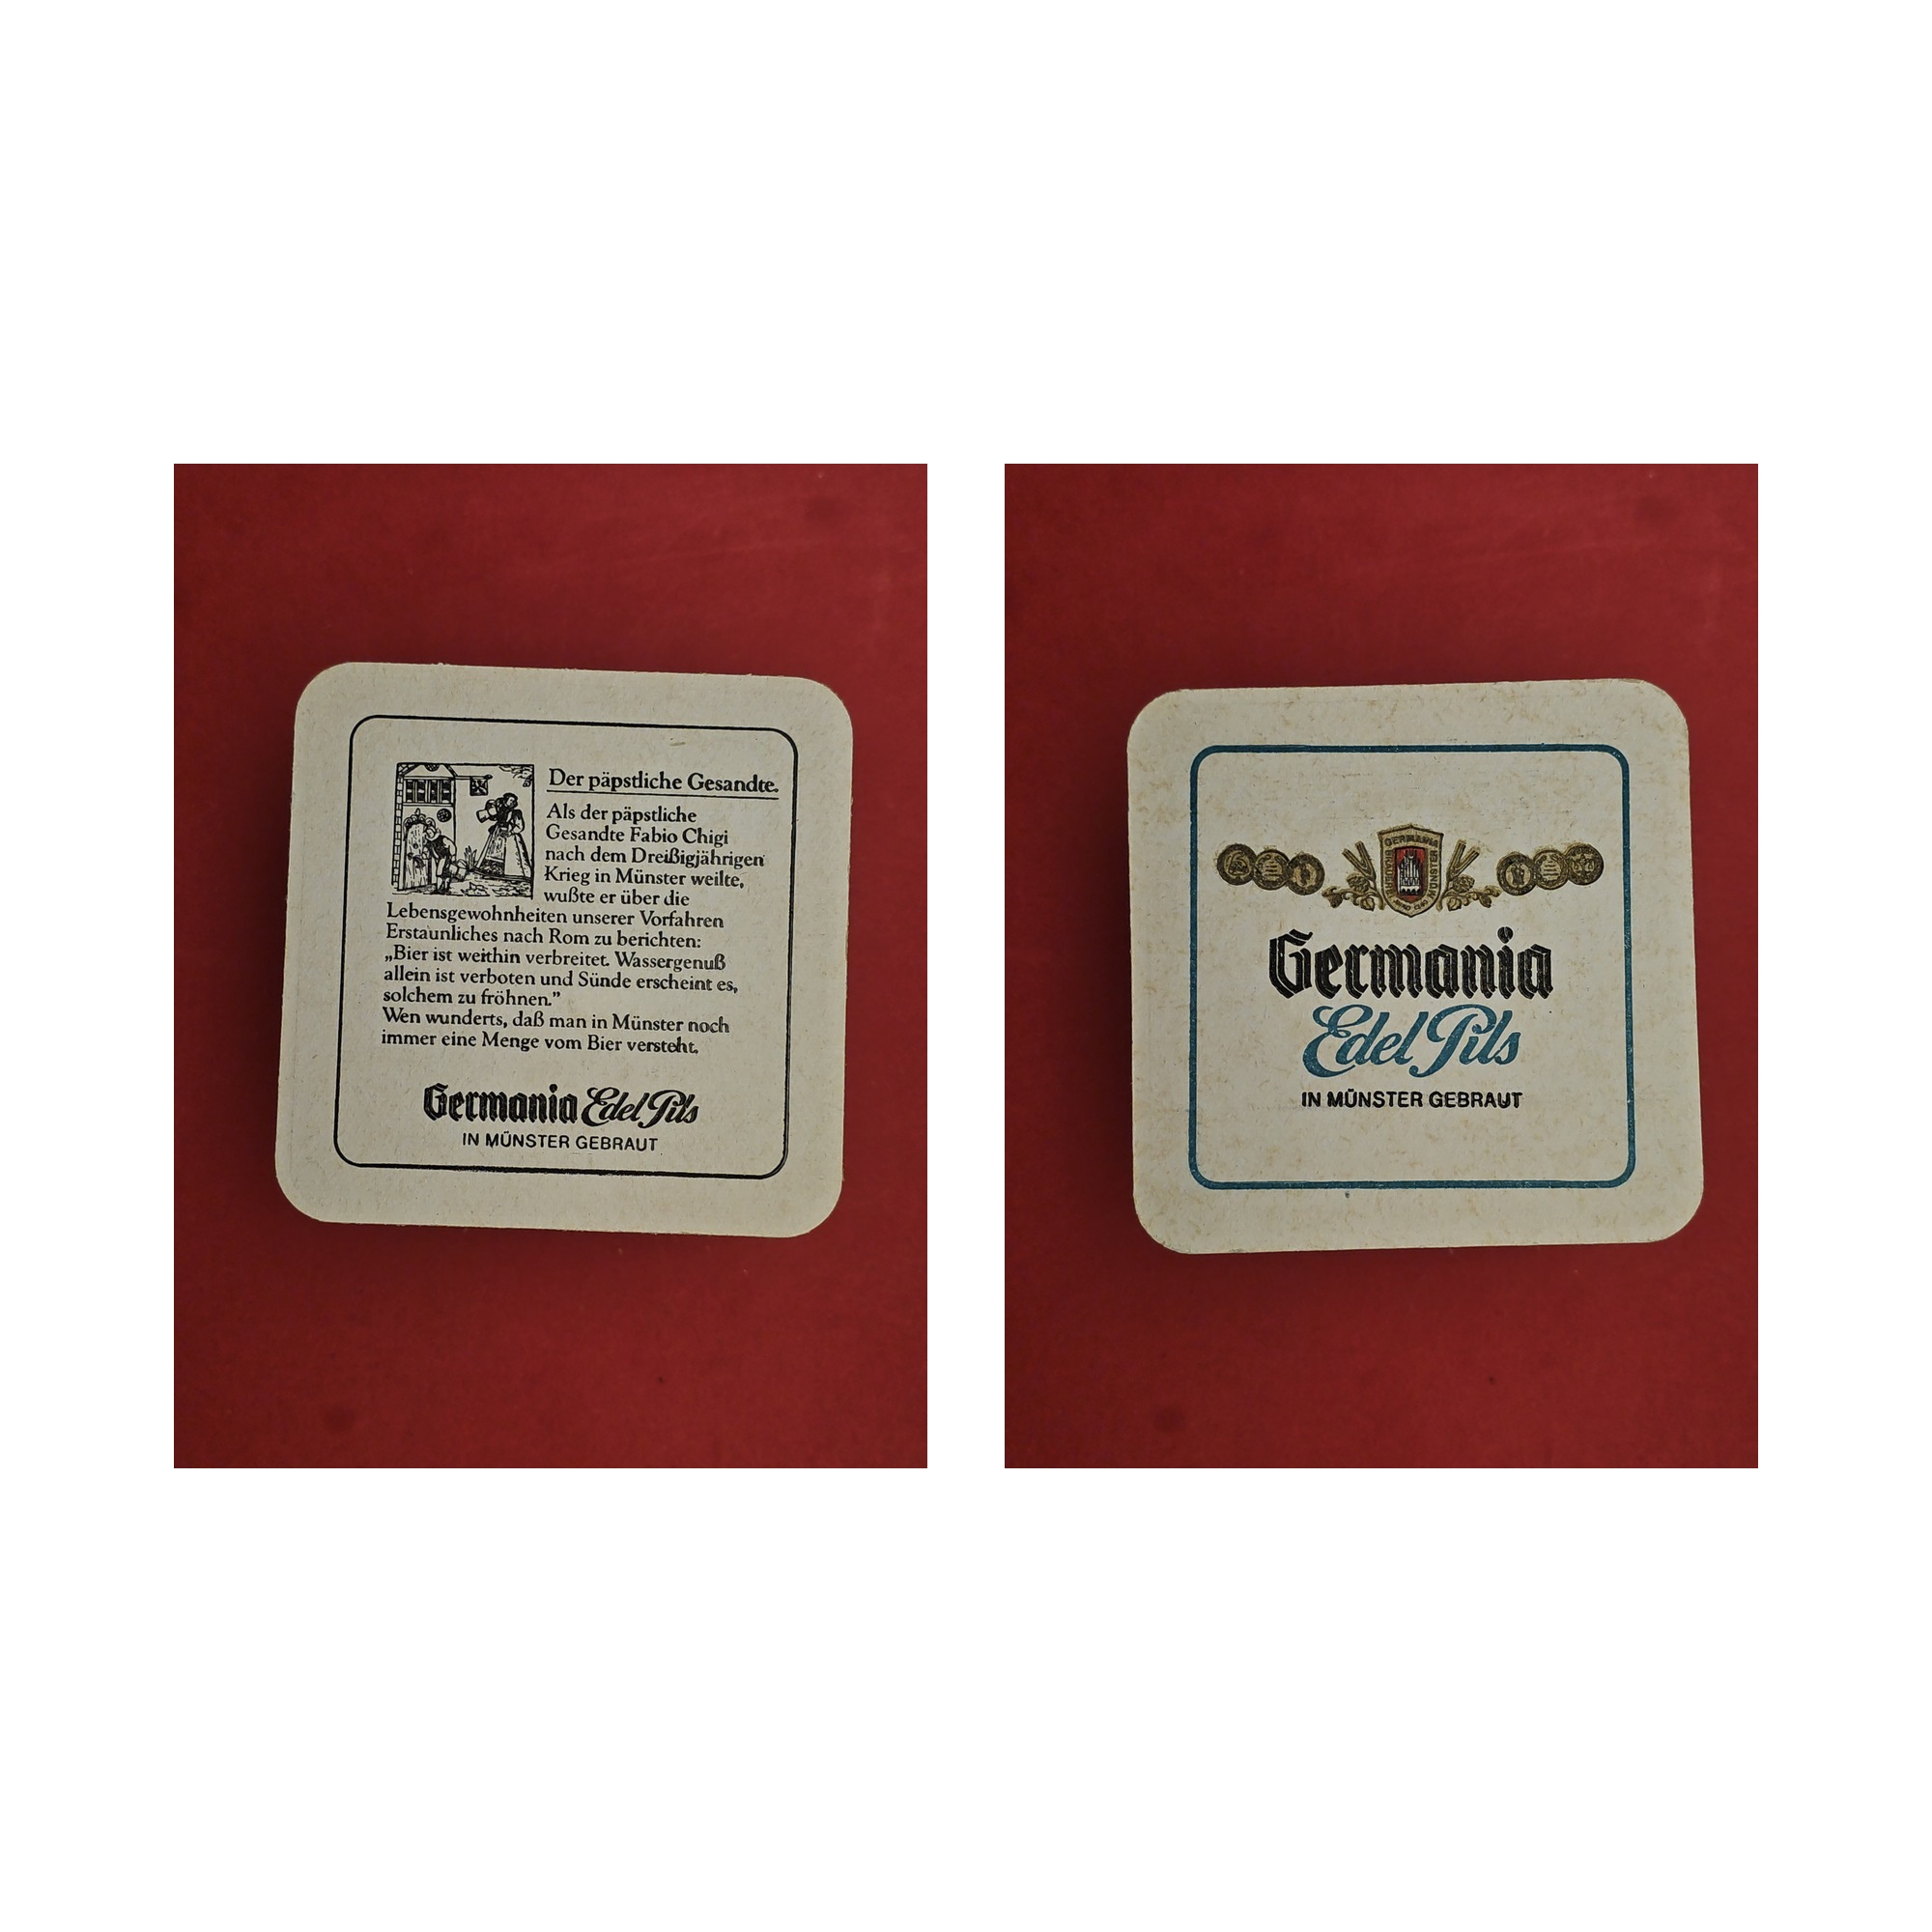 Der päpstliche Gesandte.
Als der päpstliche
Gesandte Fabio Chigi
nach dem Dreißigjährigen
Krieg in Münster weilte,
wußte er über die
Lebensgewohnheiten unserer Vorfahren
Erstaunliches nach Rom zu berichten:
„Bier ist weithin verbreitet. Wassergenuß
allein ist verboten und Sünde erscheint es,
solchem zu fröhnen.”
Wen wunderts, daß man in Münster noch
immer eine Menge vom Bier versteht.
Germania Edel Pils
IN MÜNSTER GEBRAUT
GERMANIA
BRAUEREI
MÜNSTER
Germania
Edel Pils
IN MÜNSTER GEBRAUT